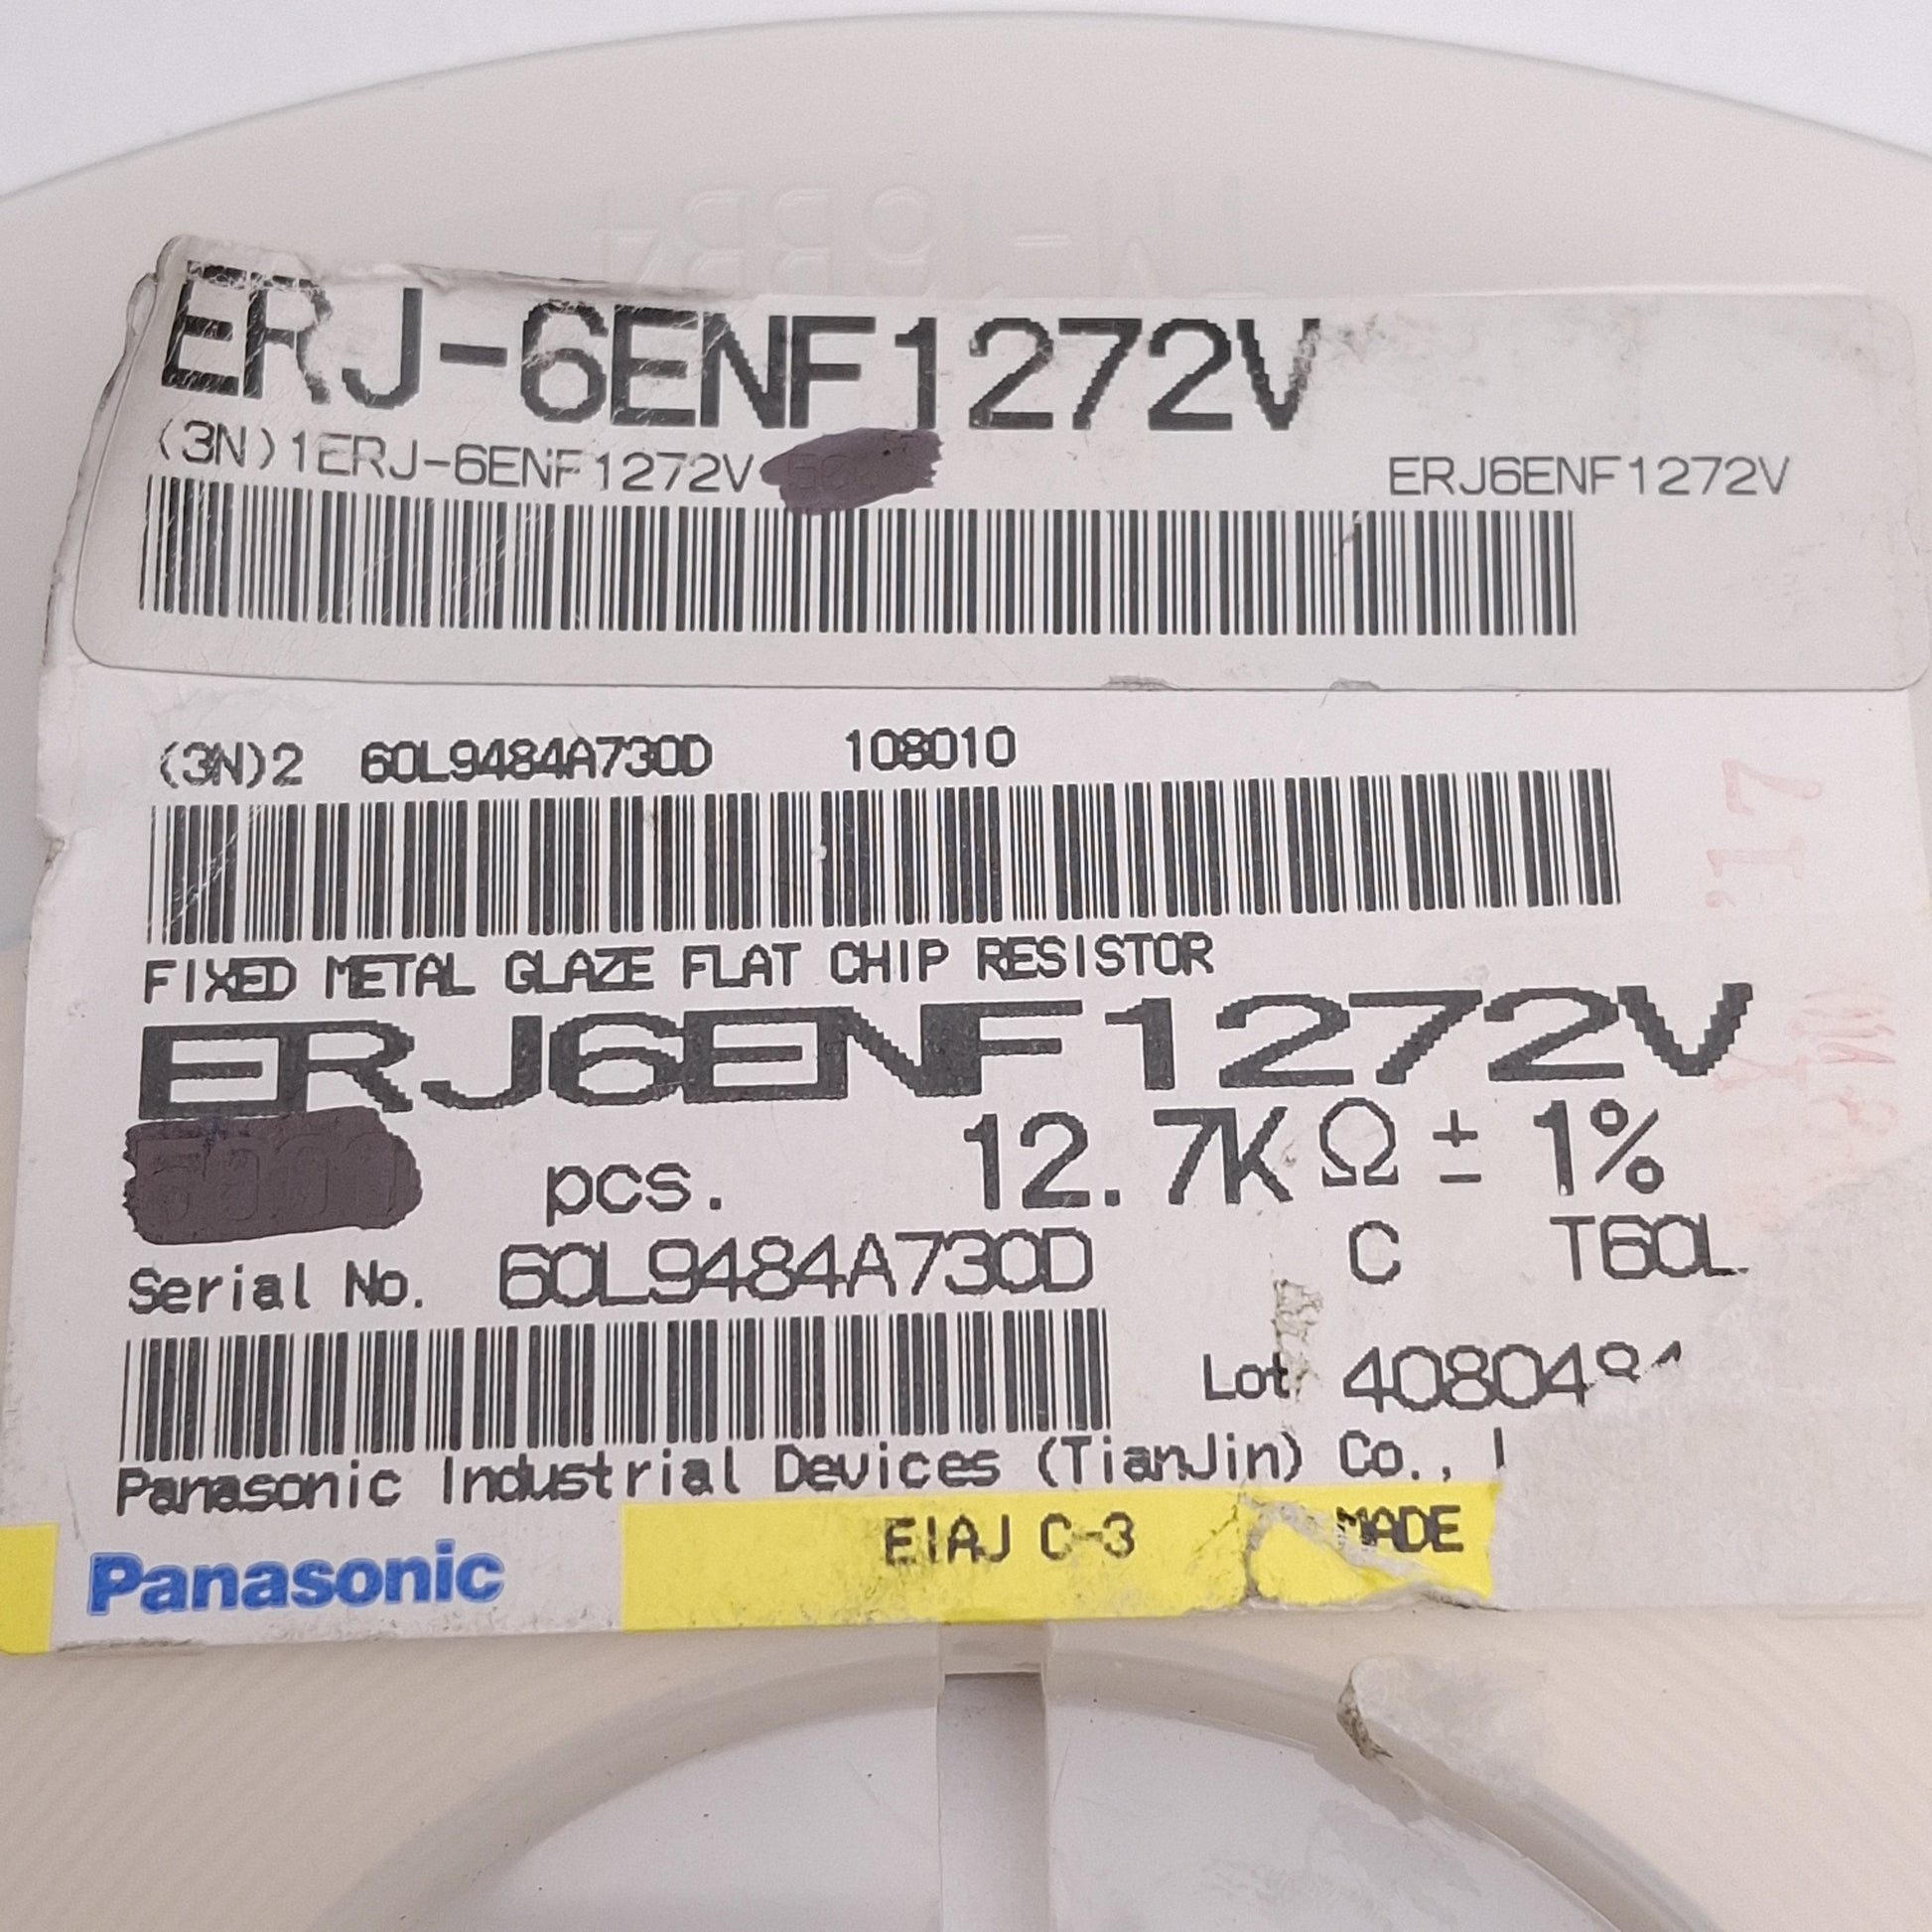 ERJ-6ENF1272V
(3N)1ERJ-6ENF1272V ERJ6ENF1272V
(3N)2 60L9484A730D 108010
FIXED METAL GLAZE FLAT CHIP RESISTOR
ERJ6ENF1272V
pcs. 12.7KΩ ± 1%
Serial No. 60L9484A730D C T60L
Lot
Panasonic Industrial Devices (TianJin) Co.,
EIAJ C-3 MADE
Panasonic
'17